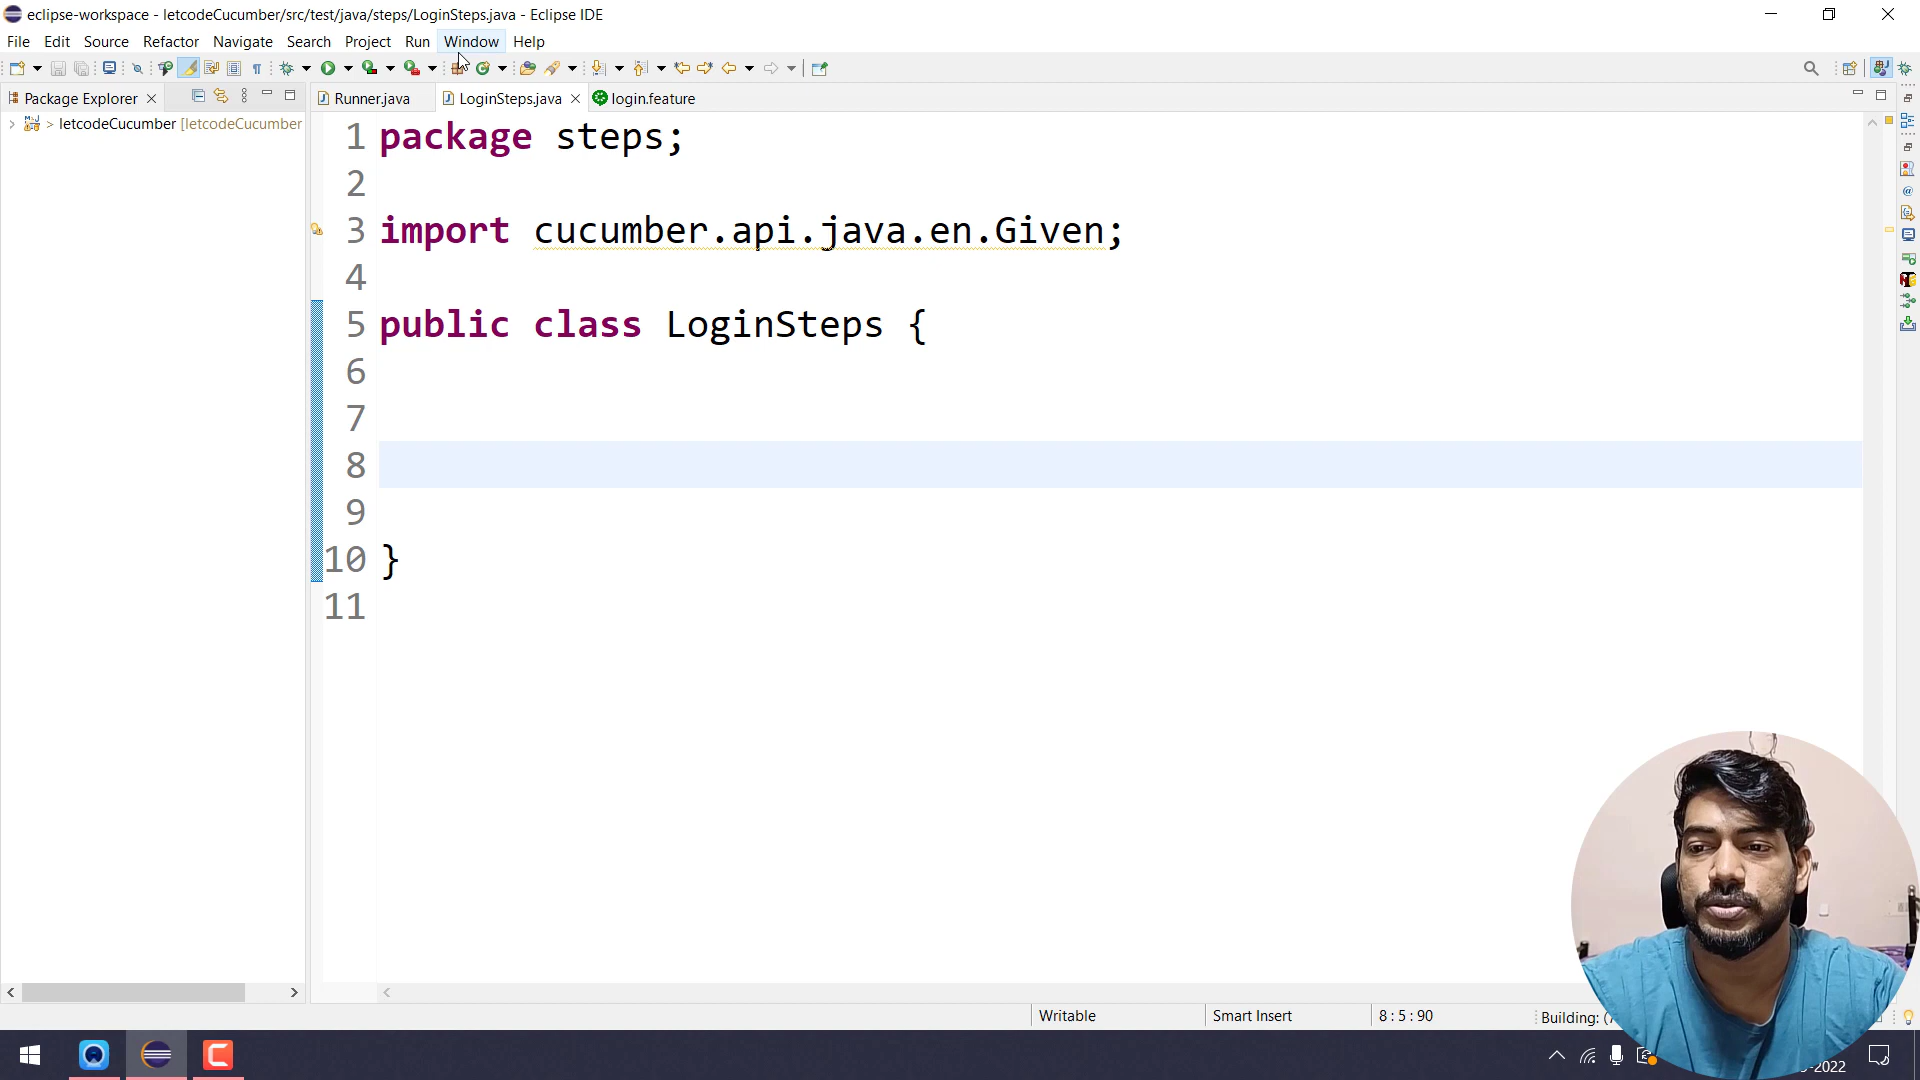 eclipse-workspace - letcodeCucumber/src/test/java/steps/LoginSteps.java - Eclipse IDE
File Edit Source Refactor Navigate Search Project Run Window Help
Package Explorer
Runner.java
LoginSteps.java
login.feature
> letcodeCucumber [letcodeCucumber
1 package steps;
2
3 import cucumber.api.java.en.Given;
4
5 public class LoginSteps {
6
7
8
9
10 }
11
Writable
Smart Insert
8 : 5 : 90
Building: (
-2022